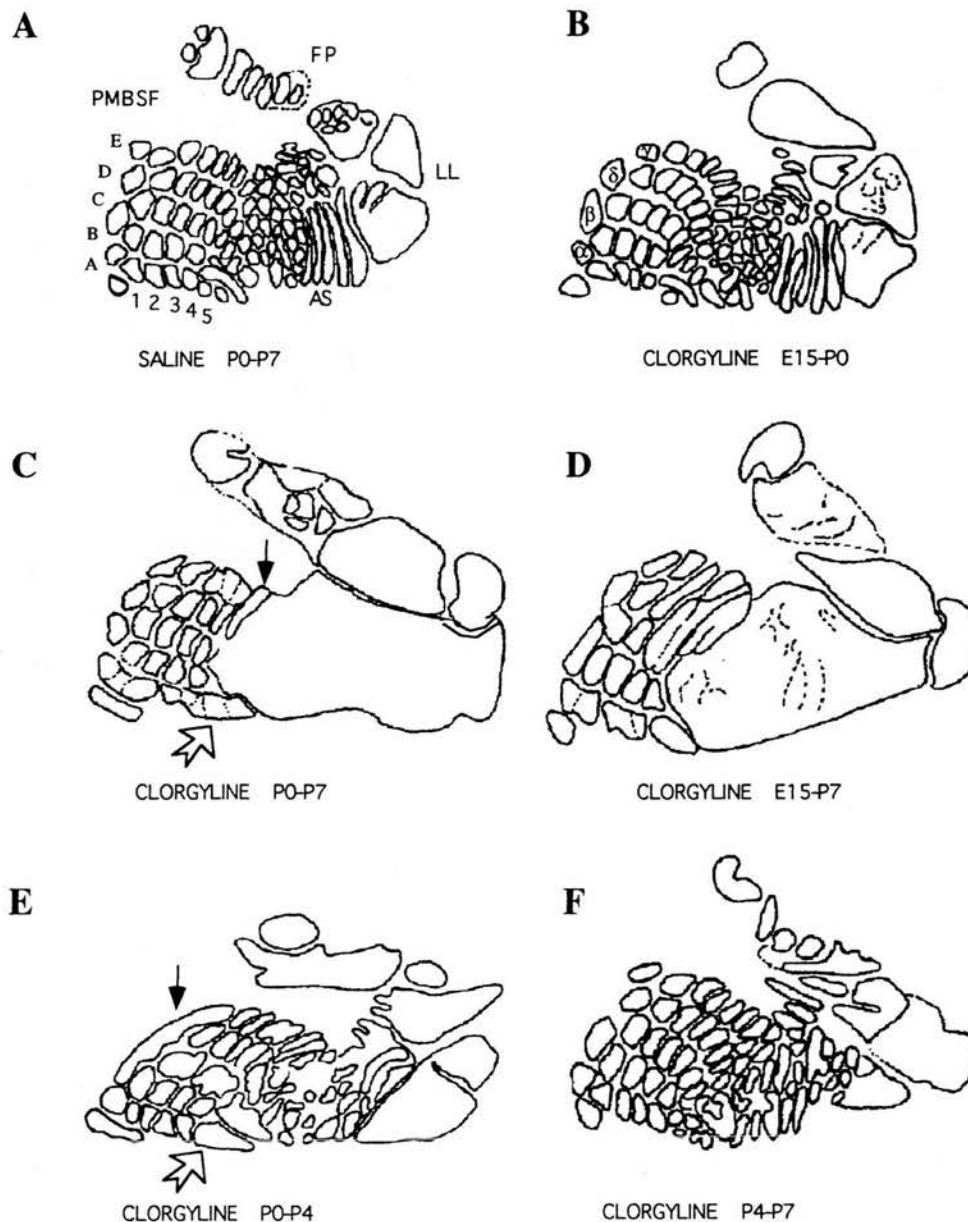 A
FP
PMBSF
E
D
LL
C
B
A
1 2 3 4 5
AS
SALINE P0-P7
B
γ
δ
β
α
CLORGYLINE E15-P0
C
CLORGYLINE P0-P7
D
CLORGYLINE E15-P7
E
CLORGYLINE P0-P4
F
CLORGYLINE P4-P7